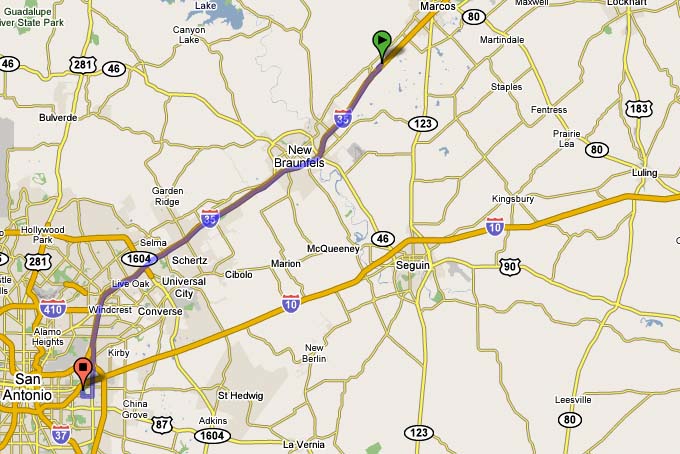 Guadalupe
River State Park
Canyon
Lake
Marcos
Maxwell
Lockhart
80
Martindale
46
281
46
Staples
35
183
Bulverde
123
Fentress
Prairie
Lea
80
New
Braunfels
Luling
Garden
Ridge
Kingsbury
35
10
Hollywood
Park
Selma
46
McQueeney
281
1604
Schertz
Cibolo
Marion
Seguin
90
Live Oak
Universal
City
410
Windcrest
Converse
10
Alamo
Heights
Kirby
New
Berlin
San
Antonio
St Hedwig
China
Grove
Leesville
87
Adkins
80
37
1604
123
La Vernia